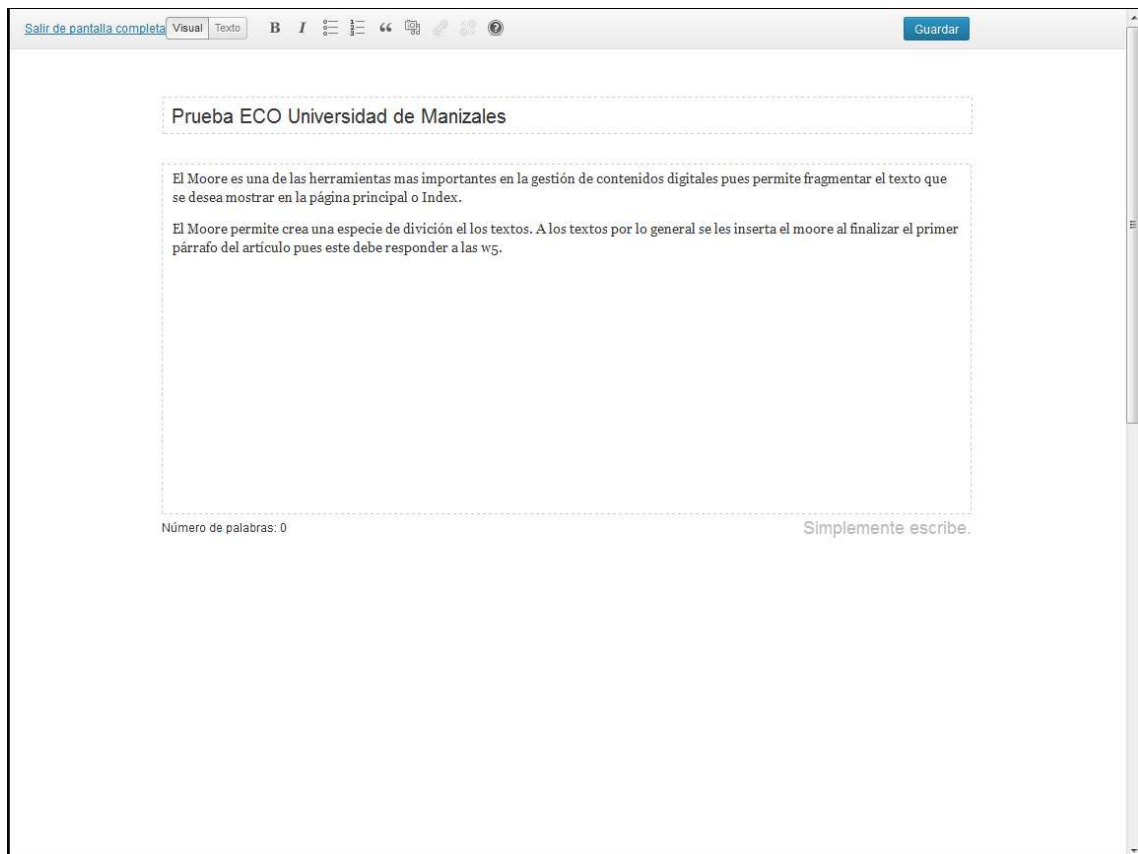 Salir de pantalla completa Visual Texto B I Guardar
Prueba ECO Universidad de Manizales
El Moore es una de las herramientas mas importantes en la gestión de contenidos digitales pues permite fragmentar el texto que
se desea mostrar en la página principal o Index.
El Moore permite crea una especie de división el los textos. A los textos por lo general se les inserta el moore al finalizar el primer
párrafo del artículo pues este debe responder a las w5.
Número de palabras: 0 Simplemente escribe.